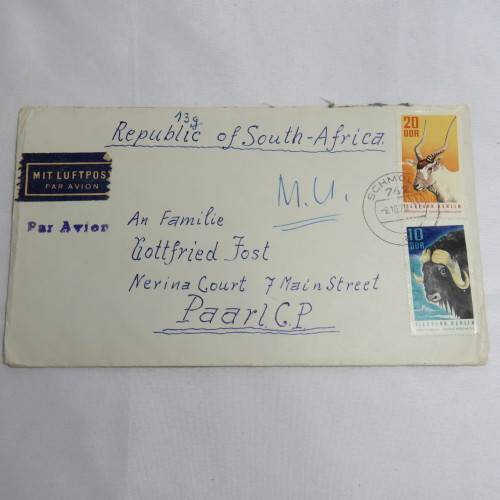 13g
Republic of South-Africa.
MIT LUFTPOST
PAR AVION
M.U.
Par Avion
An Familie
Gottfried Jost
Nerina Court 7 Main Street
Paarl C.P
20
DDR
TIERPARK BERLIN
10
DDR
TIERPARK BERLIN